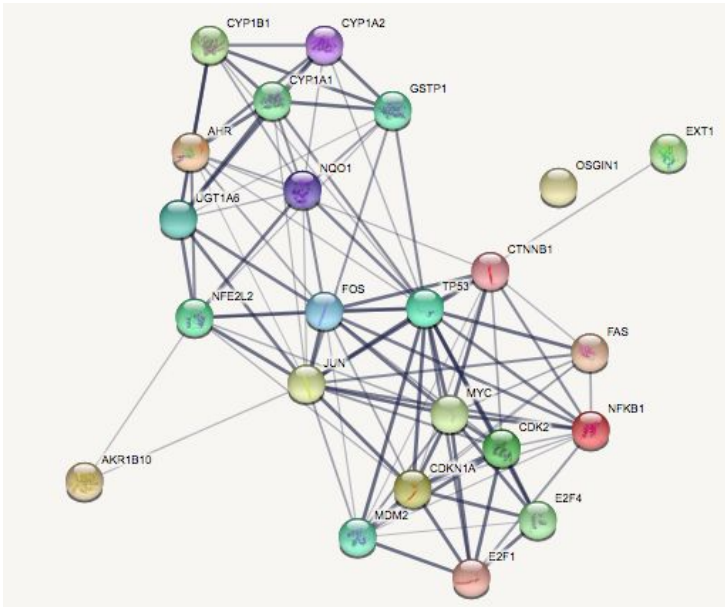 CYP1B1
CYP1A2
CYP1A1
GSTP1
AHR
EXT1
NQO1
OSGIN1
UGT1A6
CTNNB1
NFE2L2
FOS
TP53
FAS
JUN
MYC
NFKB1
CDK2
AKR1B10
CDKN1A
E2F4
MDM2
E2F1